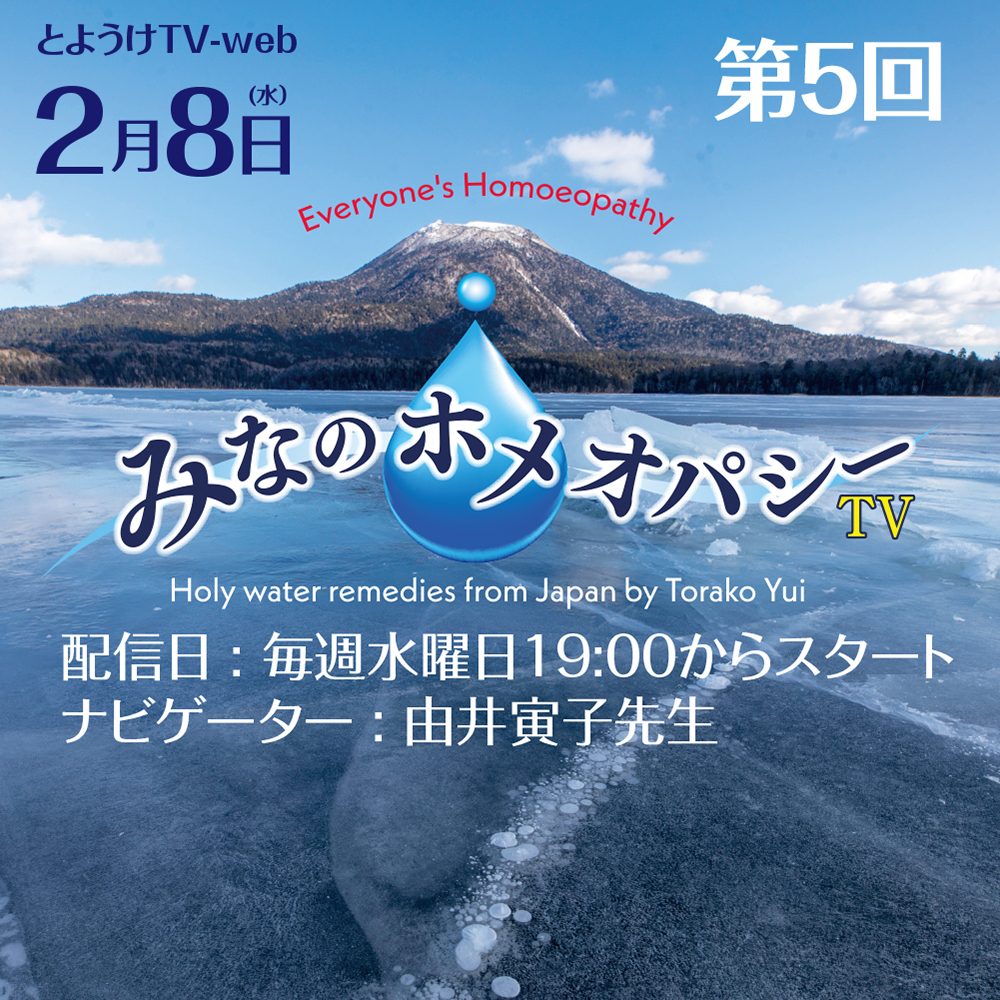 とようけTV-web
2月8日(水)
第5回
Everyone's Homoeopathy
みなのホメオパシーTV
Holy water remedies from Japan by Torako Yui
配信日：毎週水曜日19:00からスタート
ナビゲーター：由井寅子先生